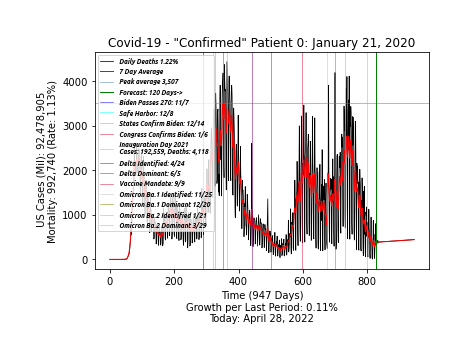 Covid-19 - "Confirmed" Patient 0: January 21, 2020
US Cases (Mil): 92,478,905
Mortality: 992,740 (Rate: 1.13%)
4000
3000
2000
1000
0
Daily Deaths 1.22%
7 Day Average
Peak average 3,507
Forecast: 120 Days->
Biden Passes 270: 11/7
Safe Harbor: 12/8
States Confirm Biden: 12/14
Congress Confirms Biden: 1/6
Inauguration Day 2021
Cases: 192,559, Deaths: 4,118
Delta Identified: 4/24
Delta Dominant: 6/5
Vaccine Mandate: 9/9
Omicron Ba.1 Identified: 11/25
Omicron Ba.1 Dominant 12/20
Omicron Ba.2 Identified 1/21
Omicron Ba.2 Dominant 3/29
0 200 400 600 800
Time (947 Days)
Growth per Last Period: 0.11%
Today: April 28, 2022